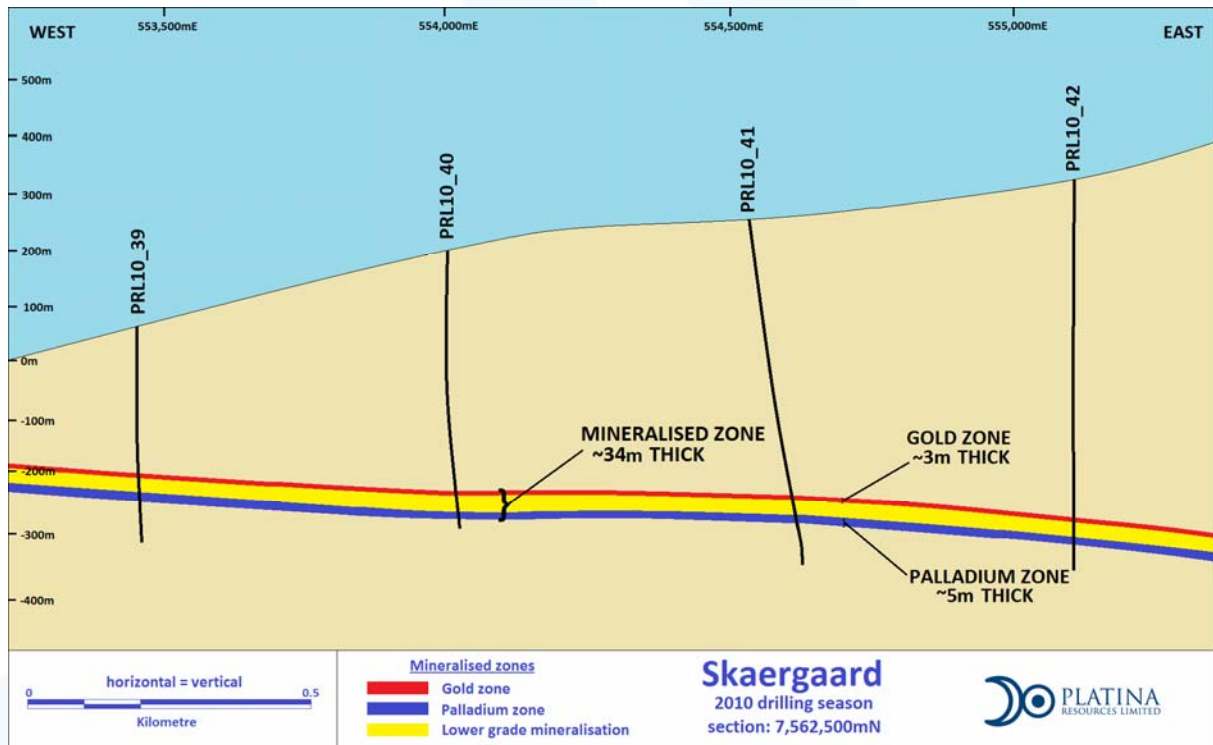 WEST
553,500mE
554,000mE
554,500mE
555,000mE
EAST
500m
400m
300m
200m
100m
0m
-100m
-200m
-300m
-400m
PRL10_39
PRL10_40
PRL10_41
PRL10_42
MINERALISED ZONE
~34m THICK
GOLD ZONE
~3m THICK
PALLADIUM ZONE
~5m THICK
horizontal = vertical
0
0.5
Kilometre
Mineralised zones
Gold zone
Palladium zone
Lower grade mineralisation
Skaergaard
2010 drilling season
section: 7,562,500mN
PLATINA
RESOURCES LIMITED